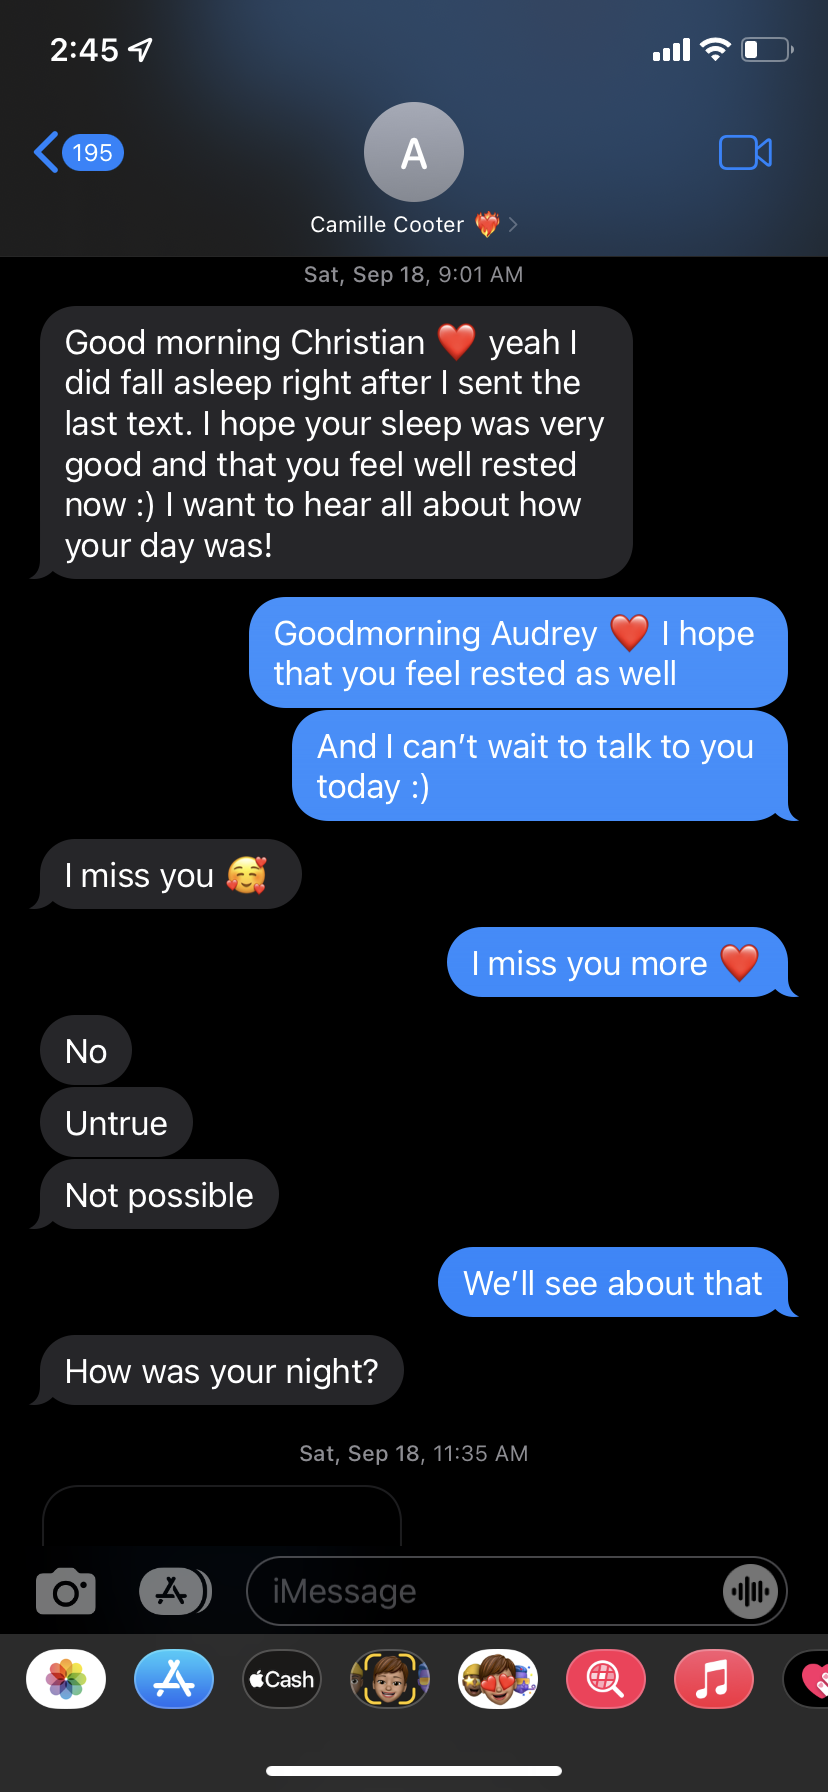 2:45
195
A
Camille Cooter ❤️‍🔥
Sat, Sep 18, 9:01 AM
Good morning Christian ❤️ yeah I
did fall asleep right after I sent the
last text. I hope your sleep was very
good and that you feel well rested
now :) I want to hear all about how
your day was!
Goodmorning Audrey ❤️ I hope
that you feel rested as well
And I can’t wait to talk to you
today :)
I miss you 🥰
I miss you more ❤️
No
Untrue
Not possible
We’ll see about that
How was your night?
Sat, Sep 18, 11:35 AM
iMessage
Cash